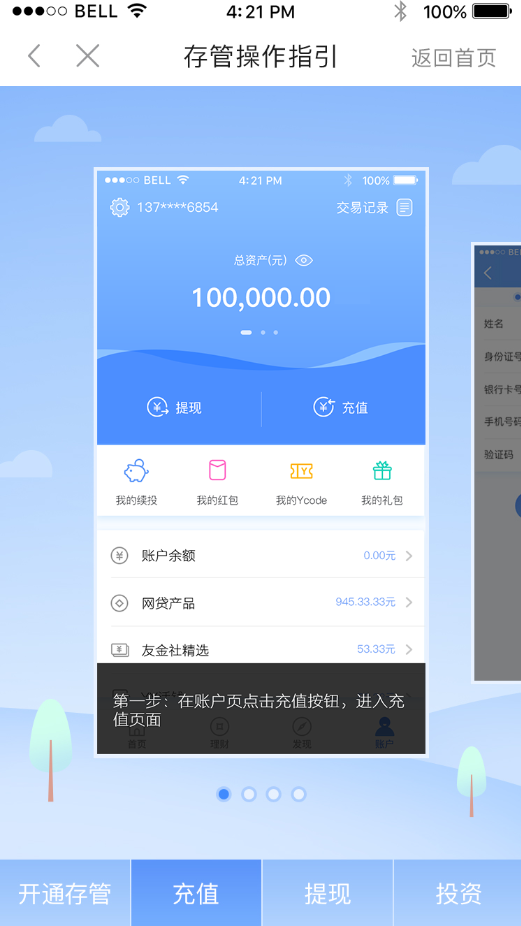 BELL 4:21 PM 100%
存管操作指引 返回首页
BELL 4:21 PM 100%
137****6854 交易记录
总资产(元)
100,000.00
提现 充值
我的续投 我的红包 我的Ycode 我的礼包
账户余额 0.00元
网贷产品 945.33.33元
友金社精选 53.33元
第一步：在账户页点击充值按钮，进入充
值页面
首页 理财 发现 账户
BELL
姓名
身份证号
银行卡号
手机号码
验证码
开通存管 充值 提现 投资